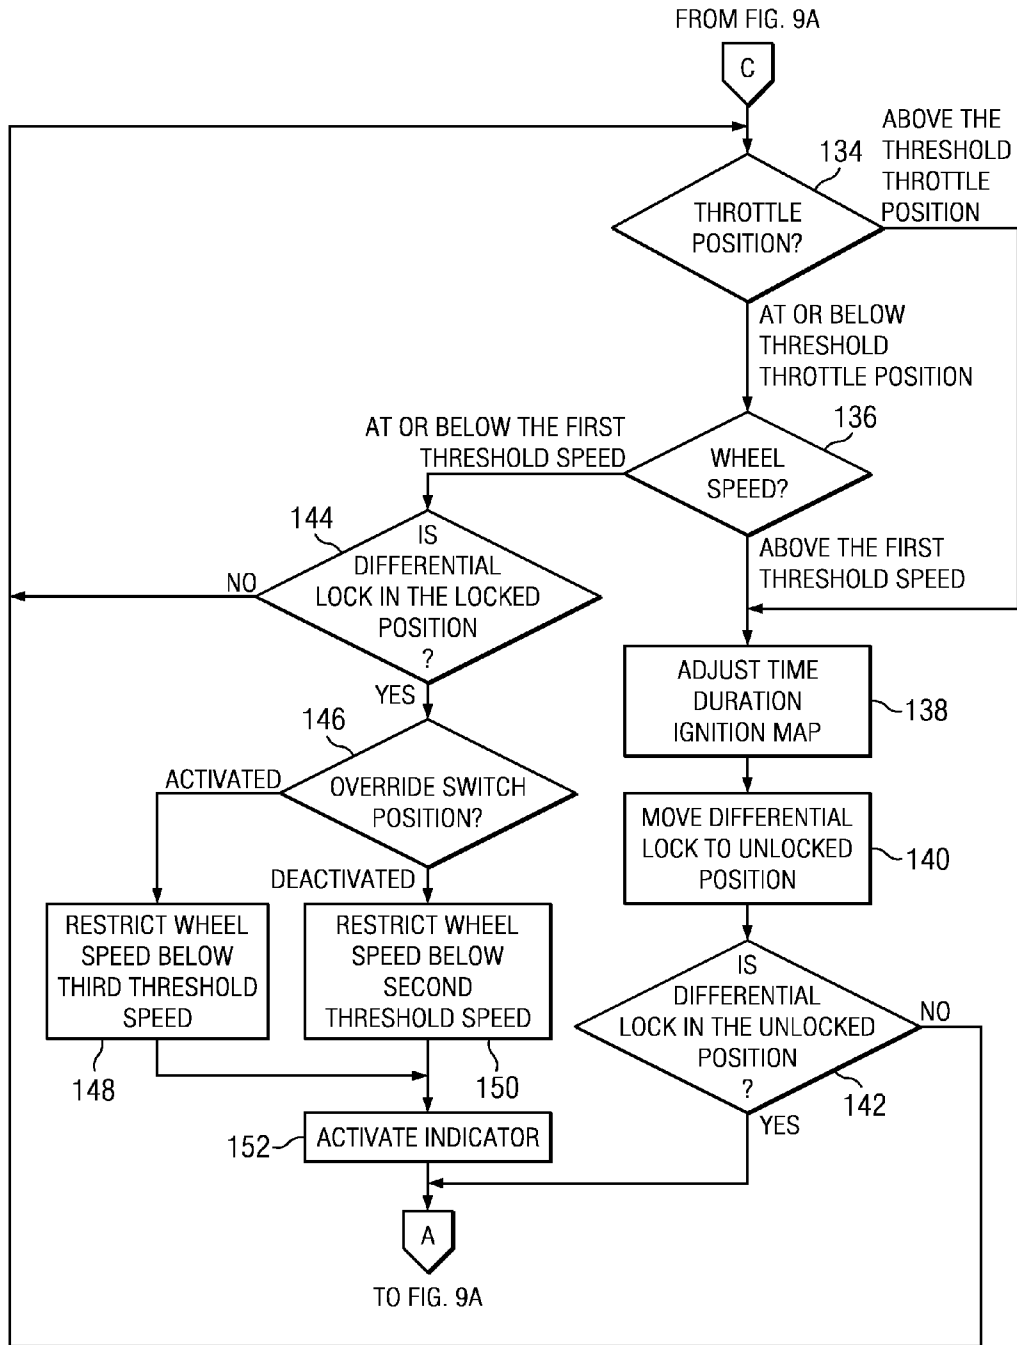 FROM FIG. 9A
C
ABOVE THE
THRESHOLD
THROTTLE
POSITION
134
THROTTLE
POSITION?
AT OR BELOW
THRESHOLD
THROTTLE POSITION
136
AT OR BELOW THE FIRST
THRESHOLD SPEED
WHEEL
SPEED?
144
IS
DIFFERENTIAL
LOCK IN THE LOCKED
POSITION
?
NO
ABOVE THE FIRST
THRESHOLD SPEED
YES
ADJUST TIME
DURATION
IGNITION MAP
138
146
ACTIVATED
OVERRIDE SWITCH
POSITION?
MOVE DIFFERENTIAL
LOCK TO UNLOCKED
POSITION
140
DEACTIVATED
RESTRICT WHEEL
SPEED BELOW
THIRD THRESHOLD
SPEED
148
RESTRICT WHEEL
SPEED BELOW
SECOND
THRESHOLD SPEED
150
IS
DIFFERENTIAL
LOCK IN THE UNLOCKED
POSITION
?
NO
142
YES
152
ACTIVATE INDICATOR
A
TO FIG. 9A